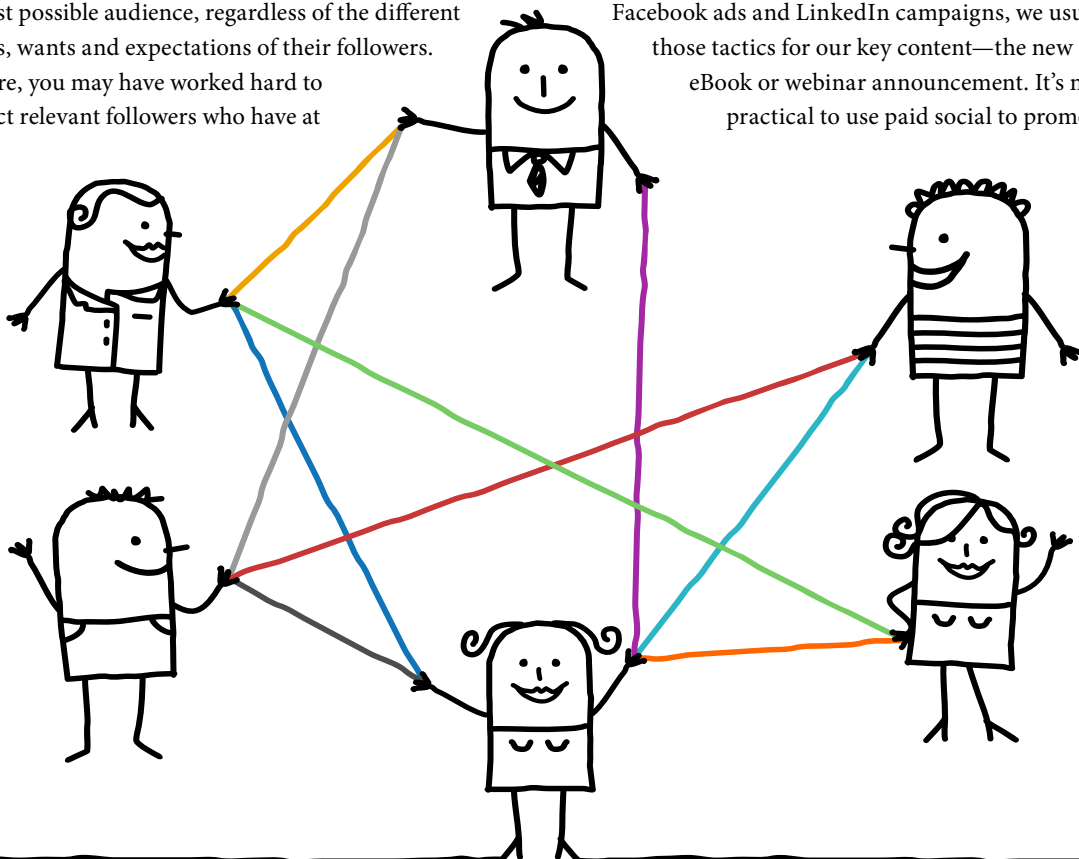 st possible audience, regardless of the different
s, wants and expectations of their followers.
re, you may have worked hard to
ct relevant followers who have at
Facebook ads and LinkedIn campaigns, we usu
those tactics for our key content—the new
eBook or webinar announcement. It’s n
practical to use paid social to prom